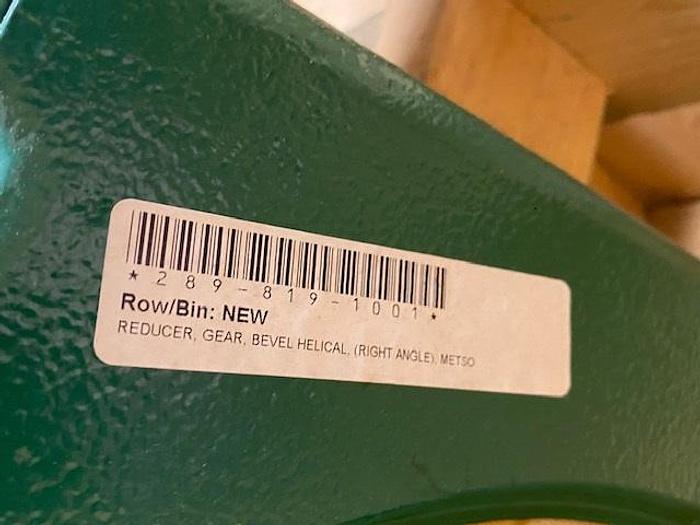 *289-819-1001*
Row/Bin: NEW
REDUCER, GEAR, BEVEL HELICAL, (RIGHT ANGLE), METSO